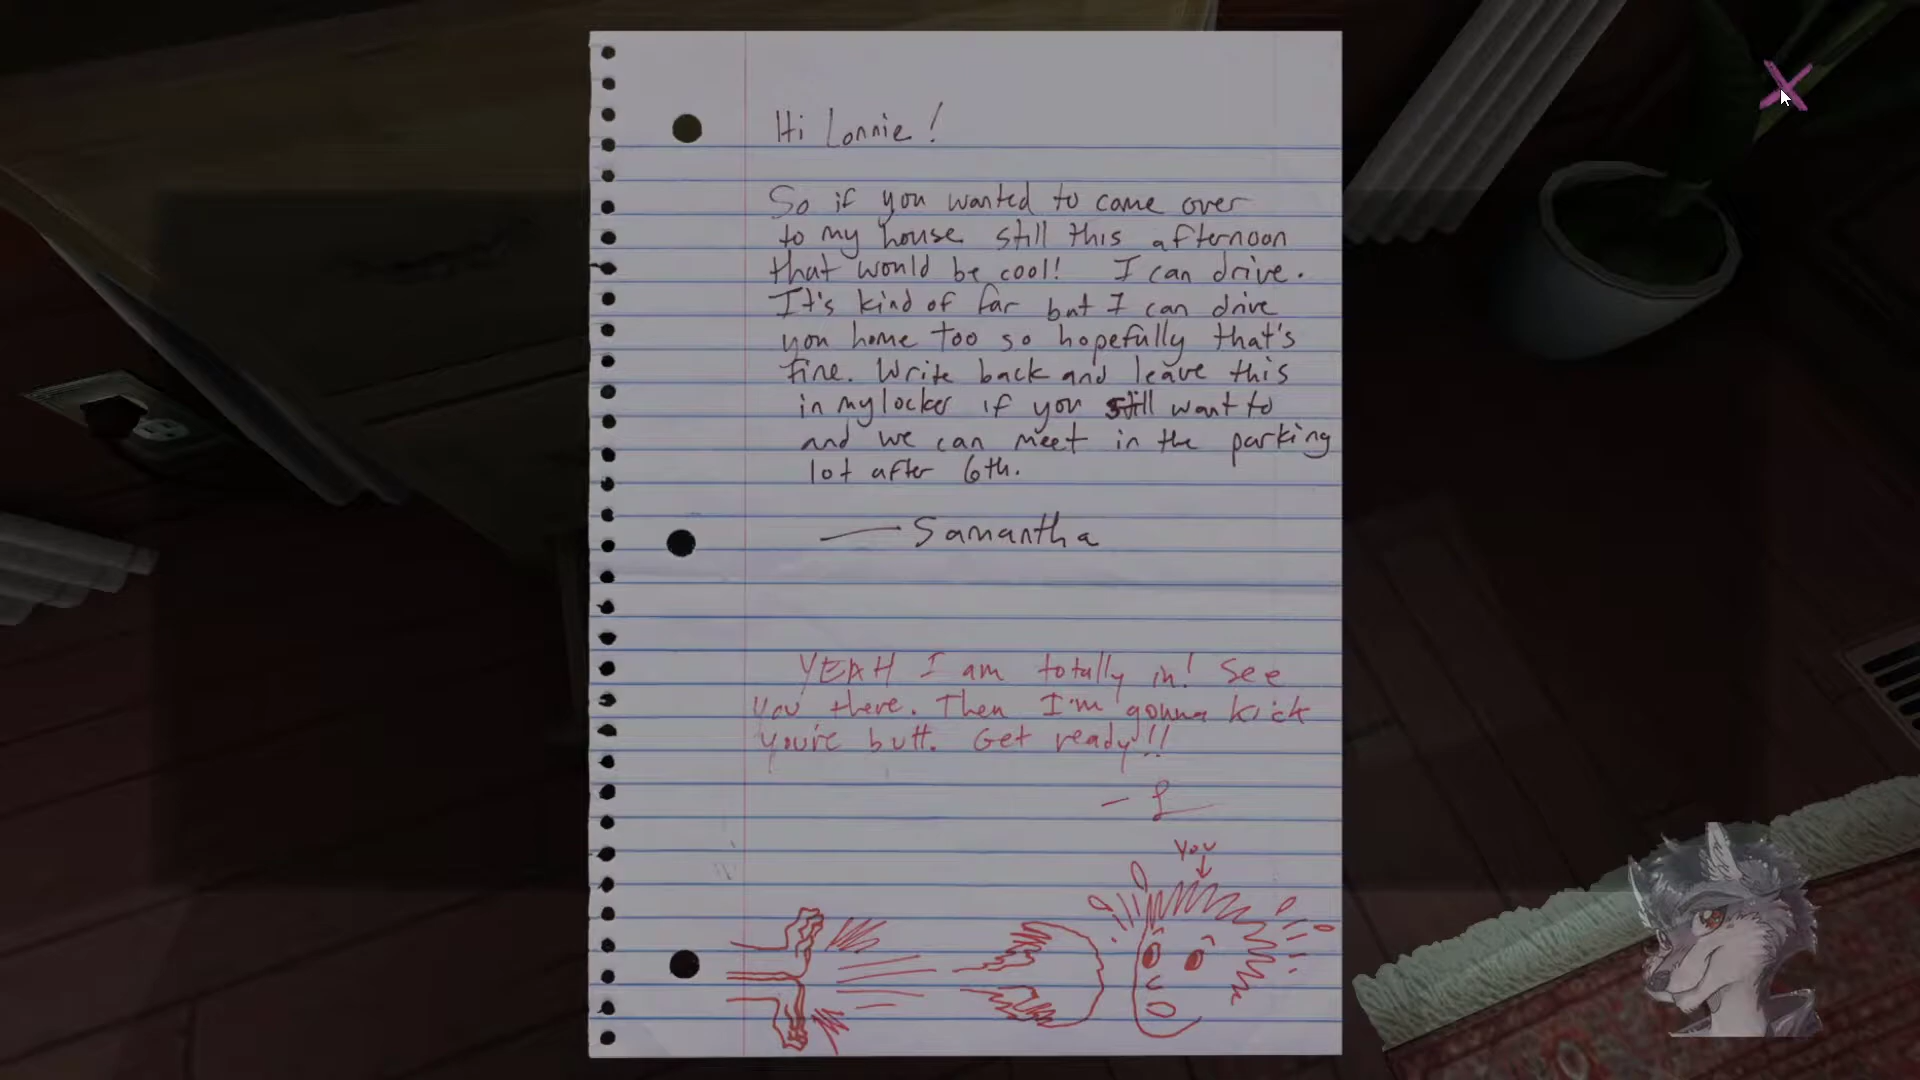 Hi Lonnie!
So if you wanted to come over
to my house still this afternoon
that would be cool! I can drive.
It's kind of far but I can drive
you home too so hopefully that's
fine. Write back and leave this
in my locker if you still want to
and we can meet in the parking
lot after 6th.
— Samantha
YEAH I am totally in! See
you there. Then I'm gonna kick
you're butt. Get ready!!
— L
You